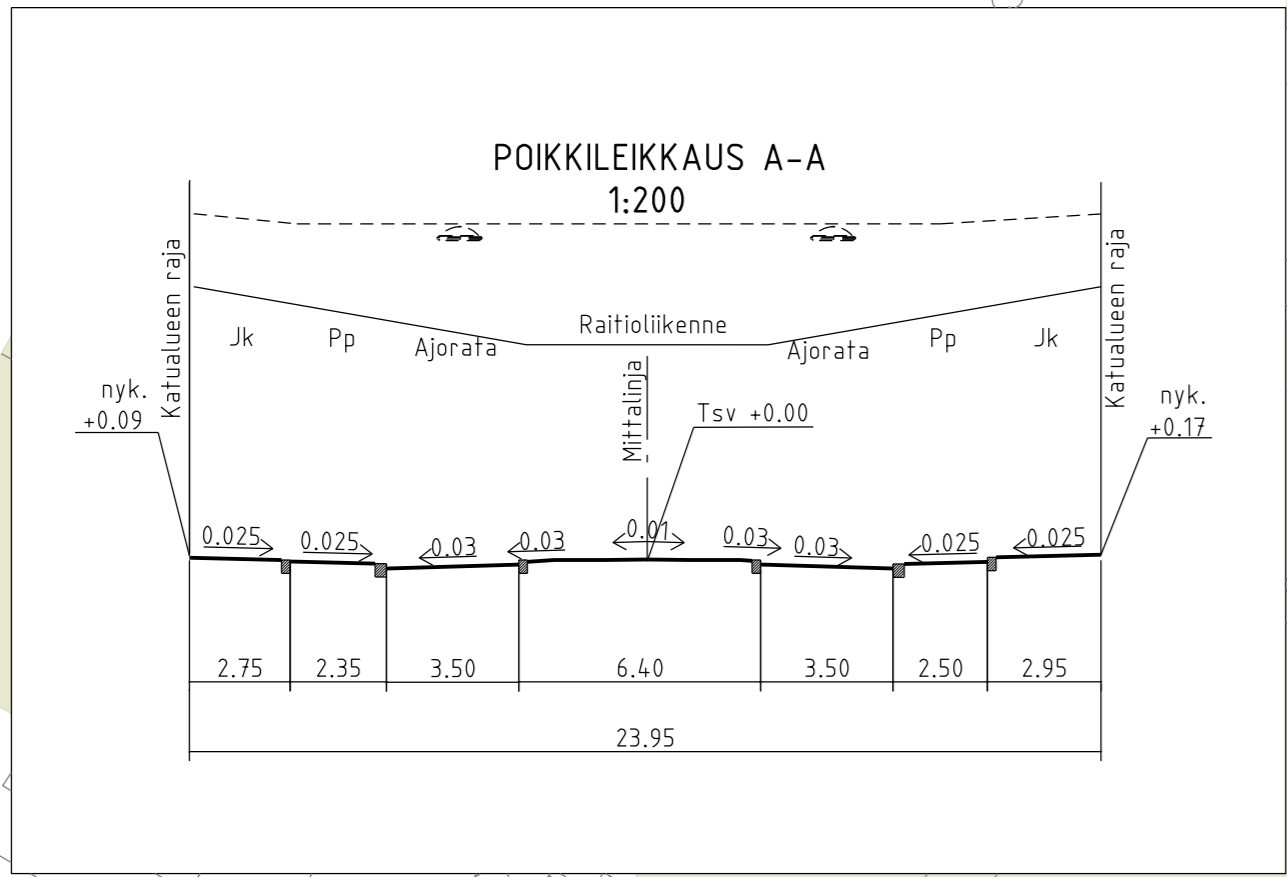 POIKKILEIKKAUS A-A
1:200
Katualueen raja
Jk
Pp
Ajorata
Raitioliikenne
Ajorata
Pp
Jk
Katualueen raja
nyk.
+0.09
Mittalinja
Tsv +0.00
nyk.
+0.17
0.025
0.025
0.03
0.03
0.01
0.03
0.03
0.025
0.025
2.75
2.35
3.50
6.40
3.50
2.50
2.95
23.95